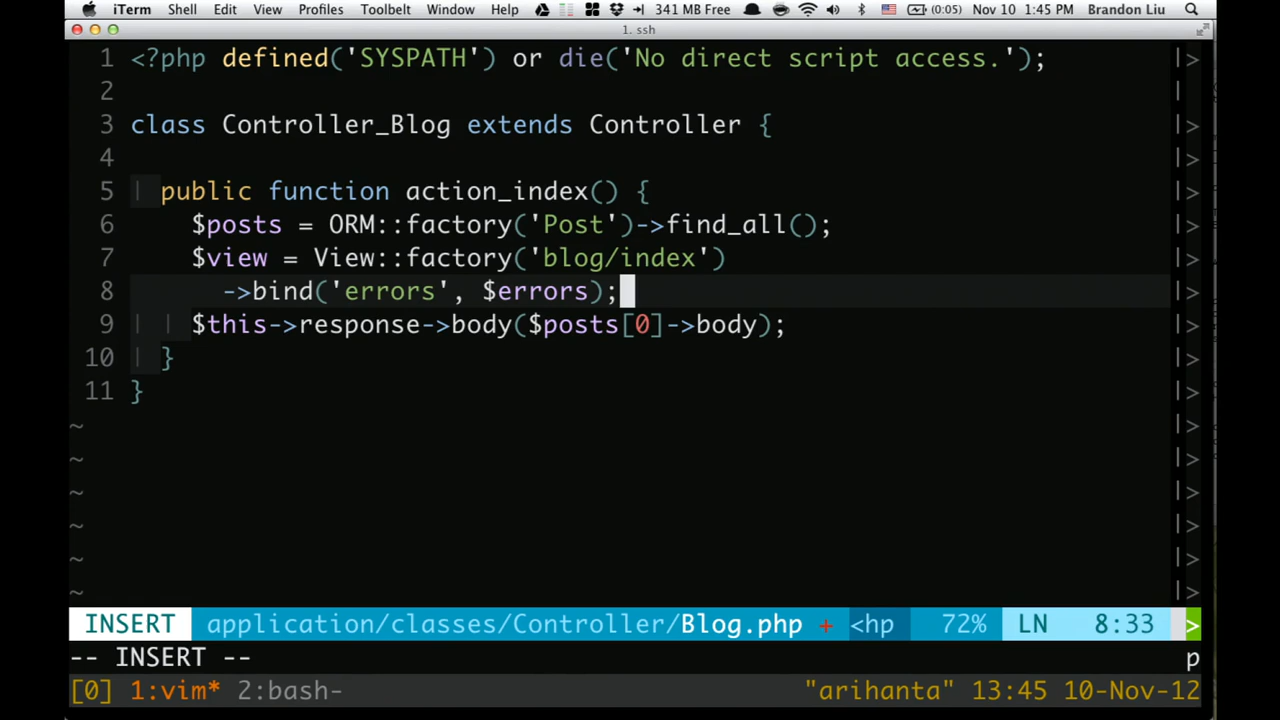 iTerm Shell Edit View Profiles Toolbelt Window Help 341 MB Free (0:05) Nov 10 1:45 PM Brandon Liu
1. ssh
1 <?php defined('SYSPATH') or die('No direct script access.'); |>
2 |
3 class Controller_Blog extends Controller { |>
4 |>
5 | public function action_index() { |>
6 $posts = ORM::factory('Post')->find_all(); |>
7 $view = View::factory('blog/index') |>
8 ->bind('errors', $errors); |>
9 | | $this->response->body($posts[0]->body); |>
10 | } |>
11 } |>
~ |>
~ |>
~ |>
~ |>
~ |>
~ |>
INSERT application/classes/Controller/Blog.php + <hp 72% LN 8:33 >
-- INSERT -- p
[0] 1:vim* 2:bash- "arihanta" 13:45 10-Nov-12